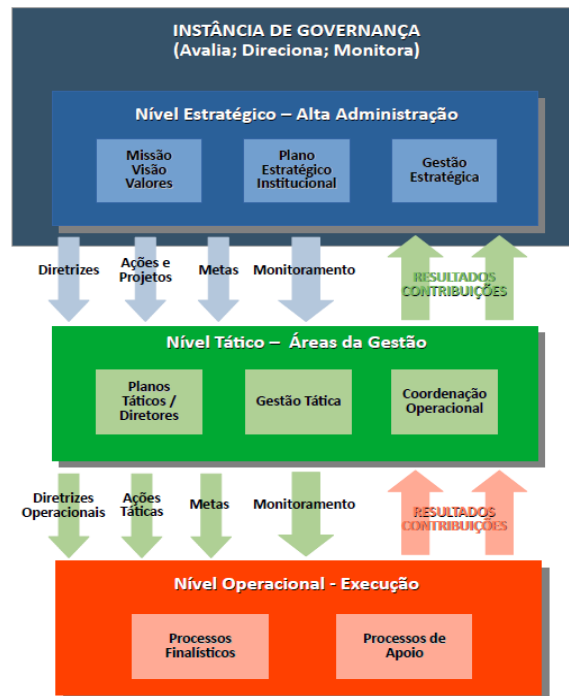 INSTÂNCIA DE GOVERNANÇA
(Avalia; Direciona; Monitora)
Nível Estratégico – Alta Administração
Missão
Visão
Valores
Plano
Estratégico
Institucional
Gestão
Estratégica
Diretrizes
Ações e
Projetos
Metas
Monitoramento
RESULTADOS
CONTRIBUIÇÕES
Nível Tático – Áreas da Gestão
Planos
Táticos /
Diretores
Gestão Tática
Coordenação
Operacional
Diretrizes
Operacionais
Ações
Táticas
Metas
Monitoramento
RESULTADOS
CONTRIBUIÇÕES
Nível Operacional - Execução
Processos
Finalísticos
Processos de
Apoio